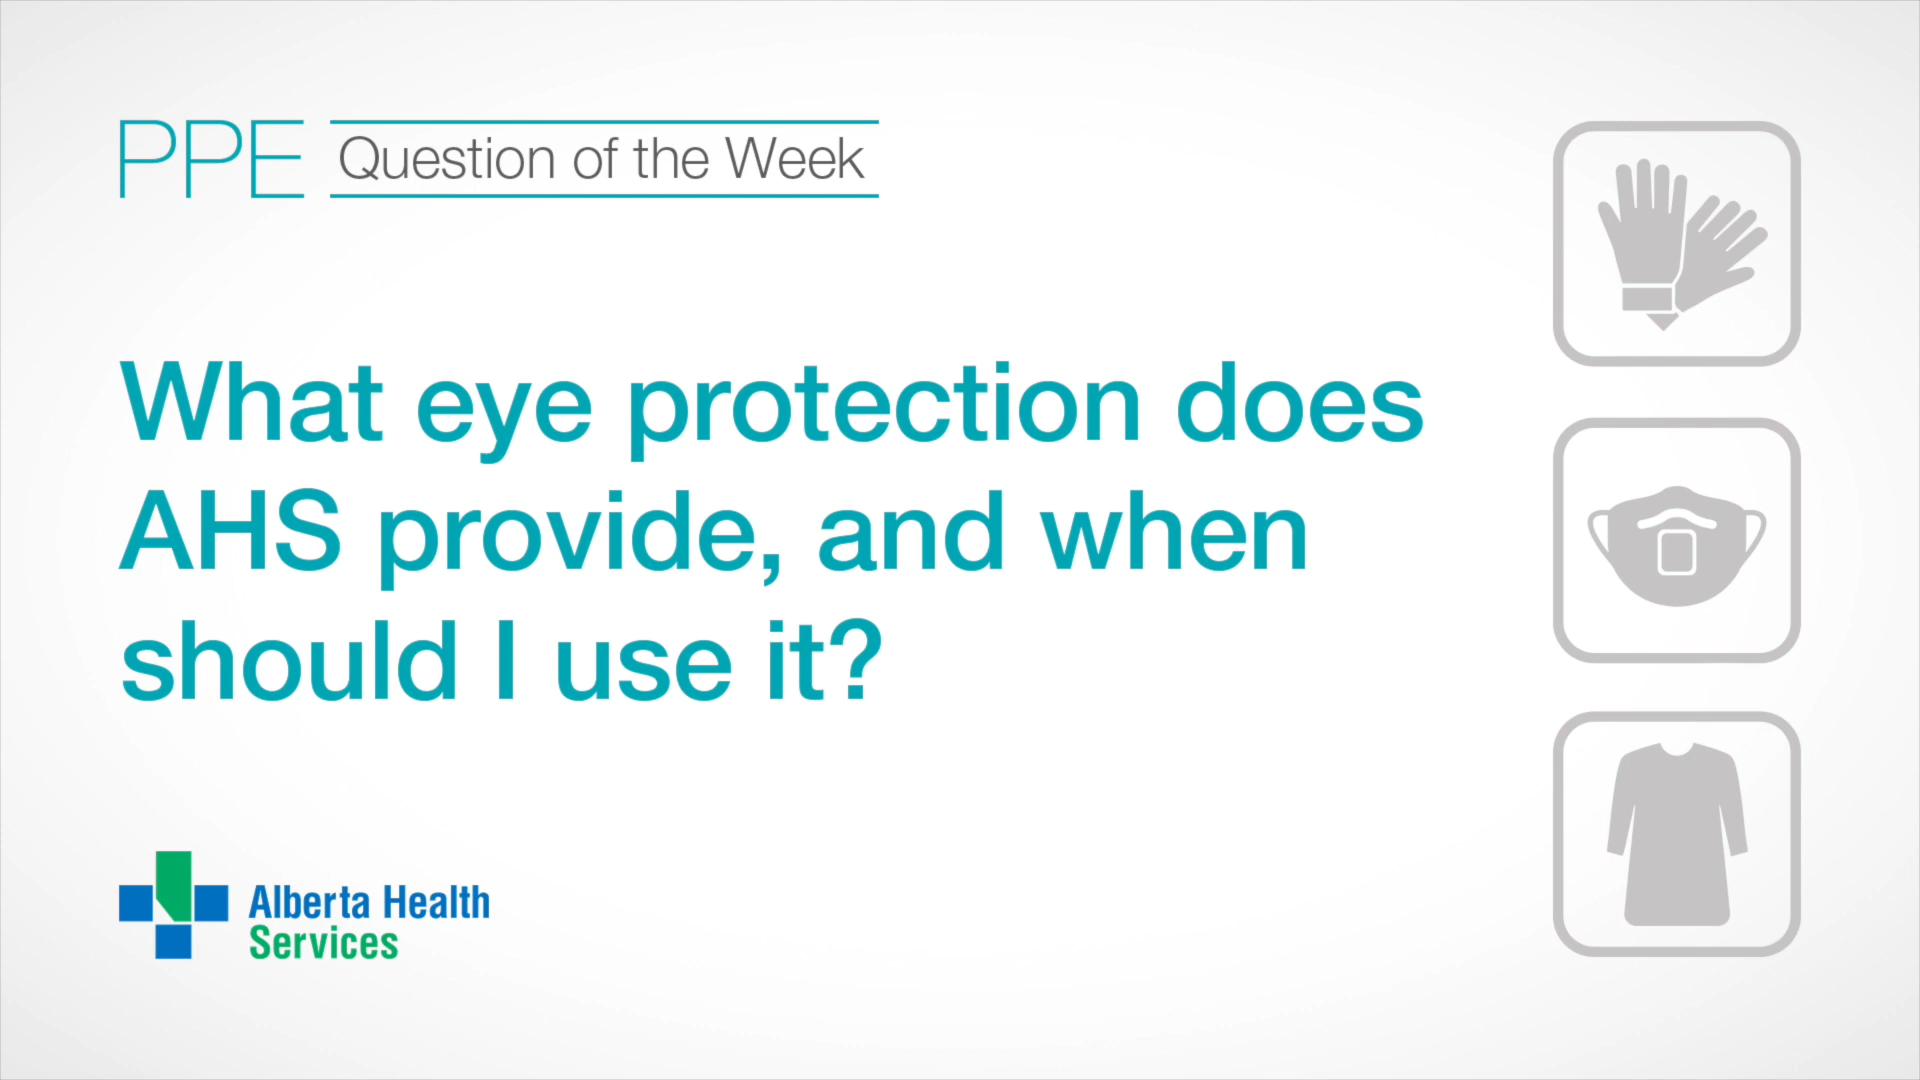 PPE Question of the Week
What eye protection does
AHS provide, and when
should I use it?
Alberta Health
Services